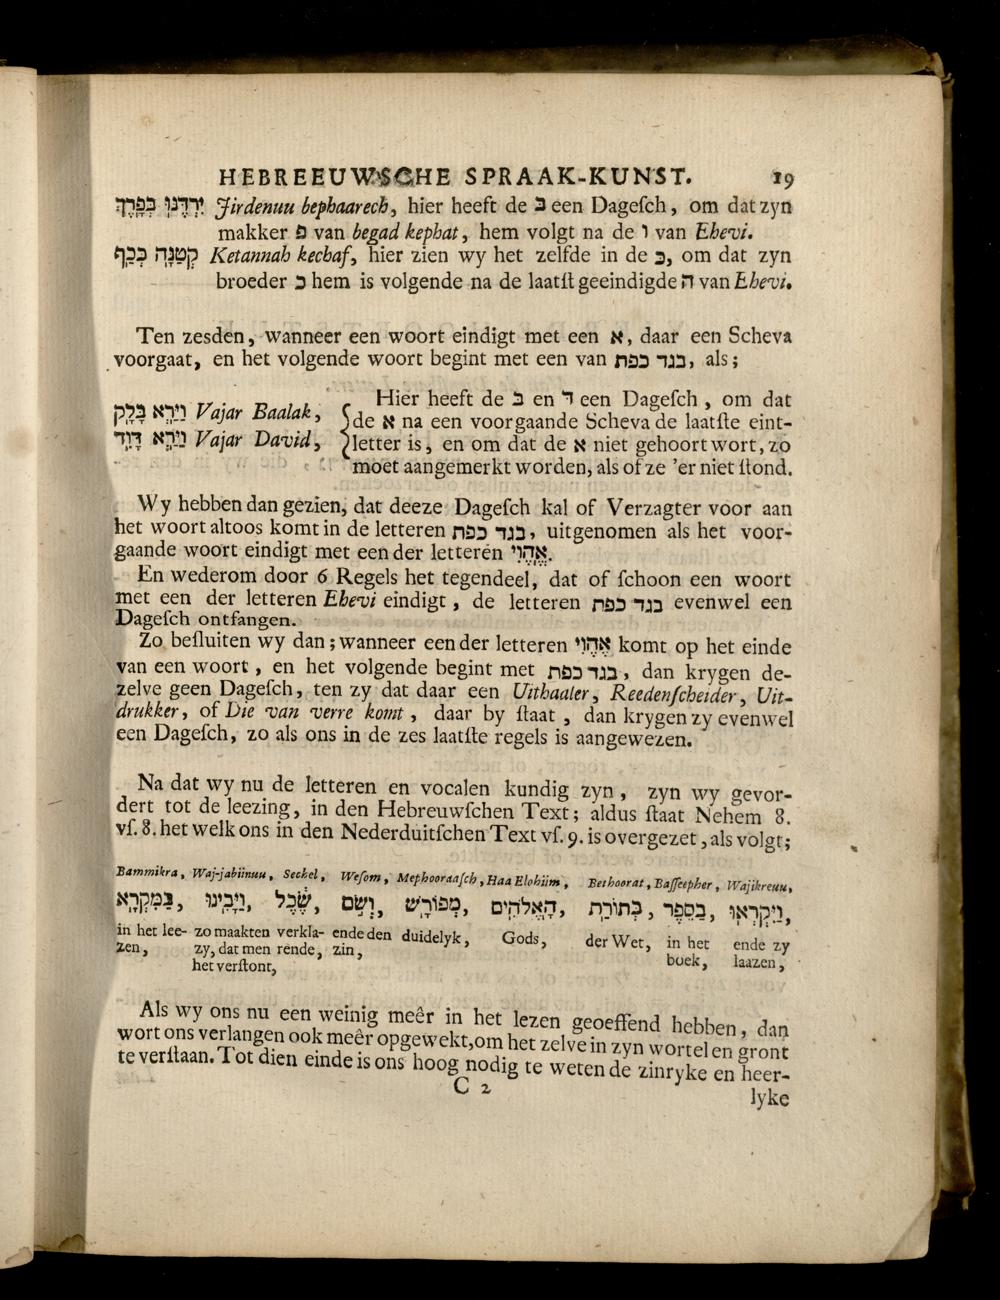 HEBREEUWSCHE SPRAAK-KUNST. 19
יִרְדֶּנּוּ בְּפָרֶךְ Jirdenuu bephaarech, hier heeft de בּ een Dageſch, om dat zyn
makker פ van begad kephat, hem volgt na de ו van Ehevi.
קְטַנָּה כְּכַף Ketannah kechaf, hier zien wy het zelfde in de כּ, om dat zyn
broeder כ hem is volgende na de laatſt geeindigde ה van Ehevi.
Ten zesden, wanneer een woort eindigt met een א, daar een Scheva
voorgaat, en het volgende woort begint met een van בגד כפת, als;
וַיַּרְא בָּלָק Vajar Baalak,
וַיַּרְא דָּוִד Vajar David,
Hier heeft de בּ en דּ een Dageſch, om dat
de א na een voorgaande Scheva de laatſte eint-
letter is, en om dat de א niet gehoort wort, zo
moet aangemerkt worden, als of ze 'er niet ſtond.
Wy hebben dan gezien, dat deeze Dageſch kal of Verzagter voor aan
het woort altoos komt in de letteren בגד כפת, uitgenomen als het voor-
gaande woort eindigt met een der letteren אֶהֱוִי.
En wederom door 6 Regels het tegendeel, dat of ſchoon een woort
met een der letteren Ehevi eindigt, de letteren בגד כפת evenwel een
Dageſch ontfangen.
Zo beſluiten wy dan; wanneer een der letteren אֶהֱוִי komt op het einde
van een woort, en het volgende begint met בגד כפת, dan krygen de-
zelve geen Dageſch, ten zy dat daar een Uithaaler, Reedenſcheider, Uit-
drukker, of Die van verre komt, daar by ſtaat, dan krygen zy evenwel
een Dageſch, zo als ons in de zes laatſte regels is aangewezen.
Na dat wy nu de letteren en vocalen kundig zyn, zyn wy gevor-
dert tot de leezing, in den Hebreuwſchen Text; aldus ſtaat Nehem 8.
vſ. 8. het welk ons in den Nederduitſchen Text vſ. 9. is overgezet, als volgt;
Bammikra, Waj-jabiinuu, Sechel, Weſom, Mephooraaſch, Haa Elohiim, Bethoorat, Baſſeepher, Wajikreuu,
בַּמִּקְרָא, וַיָּבִינוּ, שֶׂכֶל, וְשׂוֹם, מְפוֹרָשׁ, הָאֱלֹהִים, בְּתוֹרַת, בַסֵּפֶר, וַיִּקְרְאוּ,
in het lee- zo maakten verkla- ende den duidelyk, Gods, der Wet, in het ende zy
zen, zy, dat men rende, zin, boek, laazen,
het verſtont,
Als wy ons nu een weinig meêr in het lezen geoeffend hebben, dan
wort ons verlangen ook meêr opgewekt, om het zelve in zyn wortel en gront
te verſtaan. Tot dien einde is ons hoog nodig te weten de zinryke en heer-
C 2
lyke